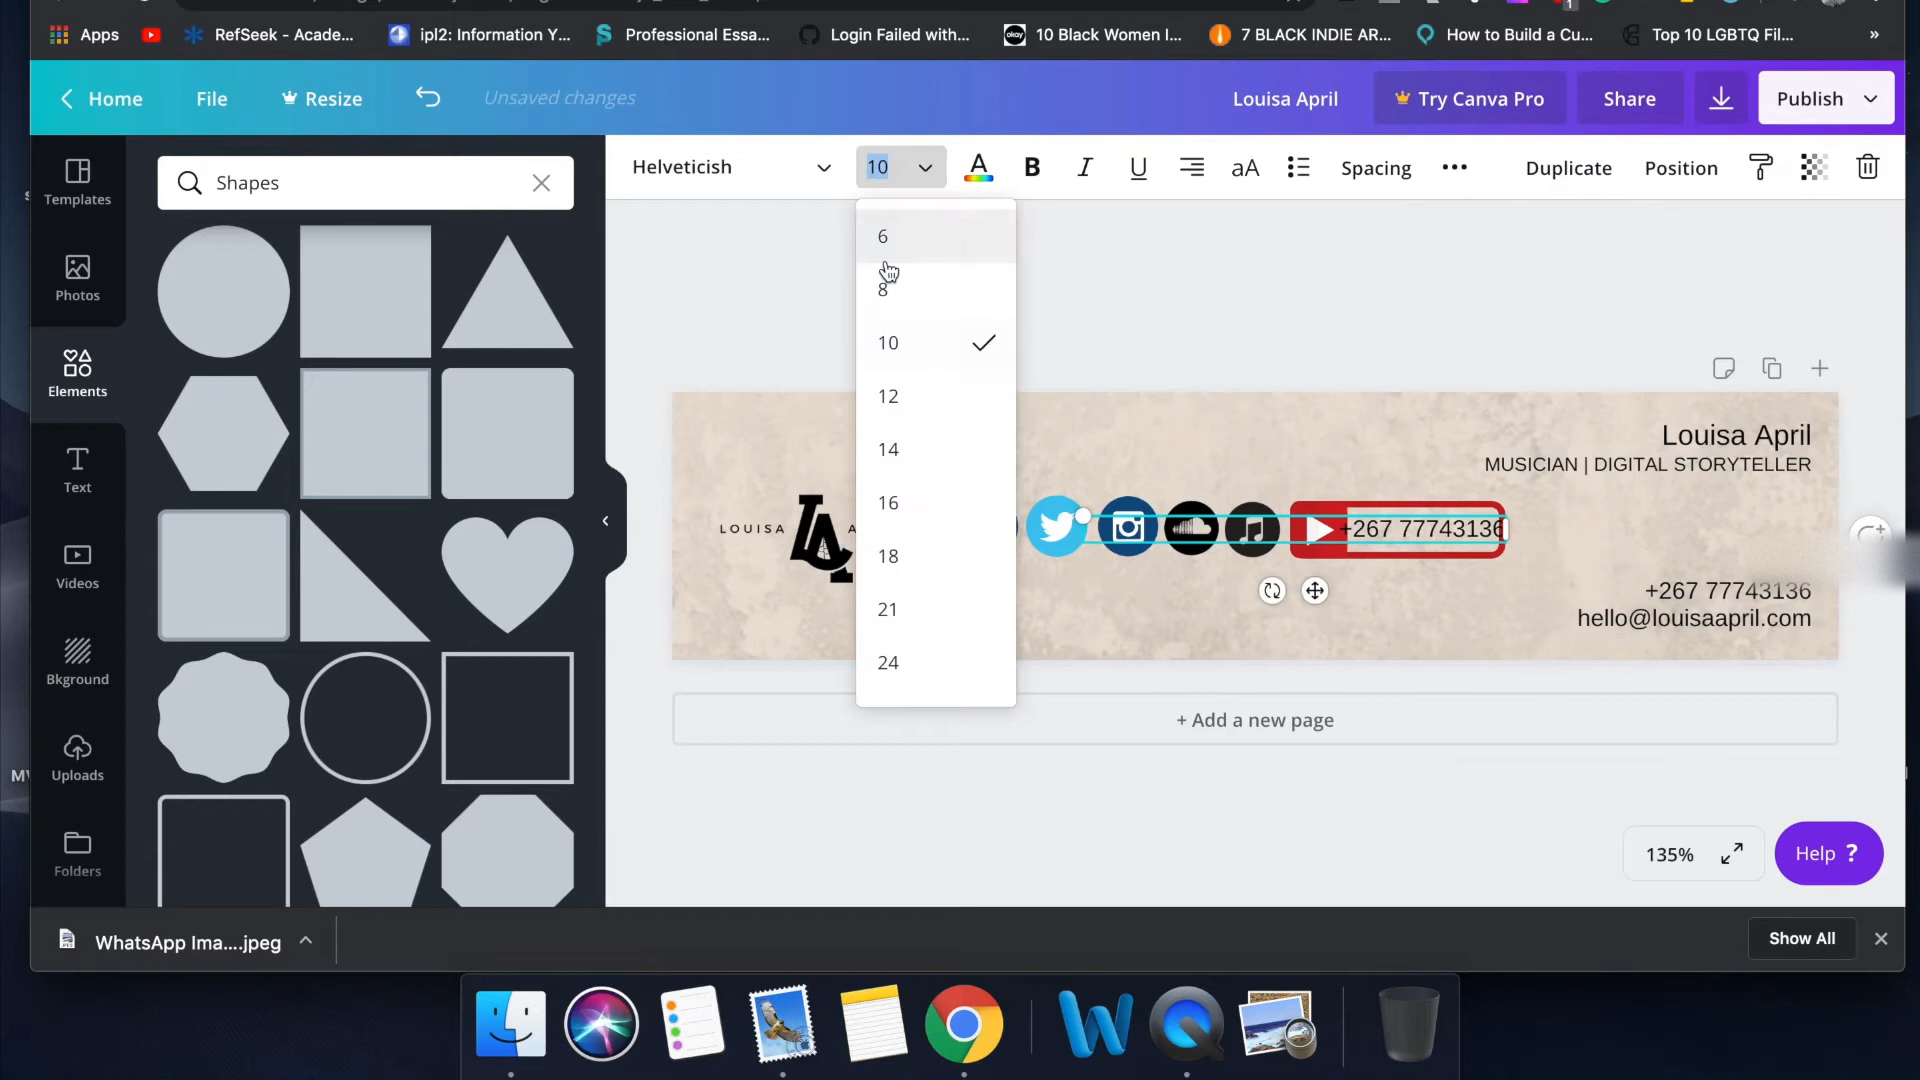 Apps
RefSeek - Acade...
ipl2: Information Y...
Professional Essa...
Login Failed with...
okay
10 Black Women I...
7 BLACK INDIE AR...
How to Build a Cu...
Top 10 LGBTQ Fil...
»
Home
File
Resize
Unsaved changes
Louisa April
Try Canva Pro
Share
Publish
Templates
Photos
Elements
Text
Videos
Bkground
Uploads
Folders
Shapes
Helveticish
10
A
B
I
U
aA
Spacing
Duplicate
Position
6
8
10
12
14
16
18
21
24
LOUISA
LA
A
Louisa April
MUSICIAN | DIGITAL STORYTELLER
+267 77743136
+267 77743136
hello@louisaapril.com
+ Add a new page
135%
Help ?
WhatsApp Ima....jpeg
Show All